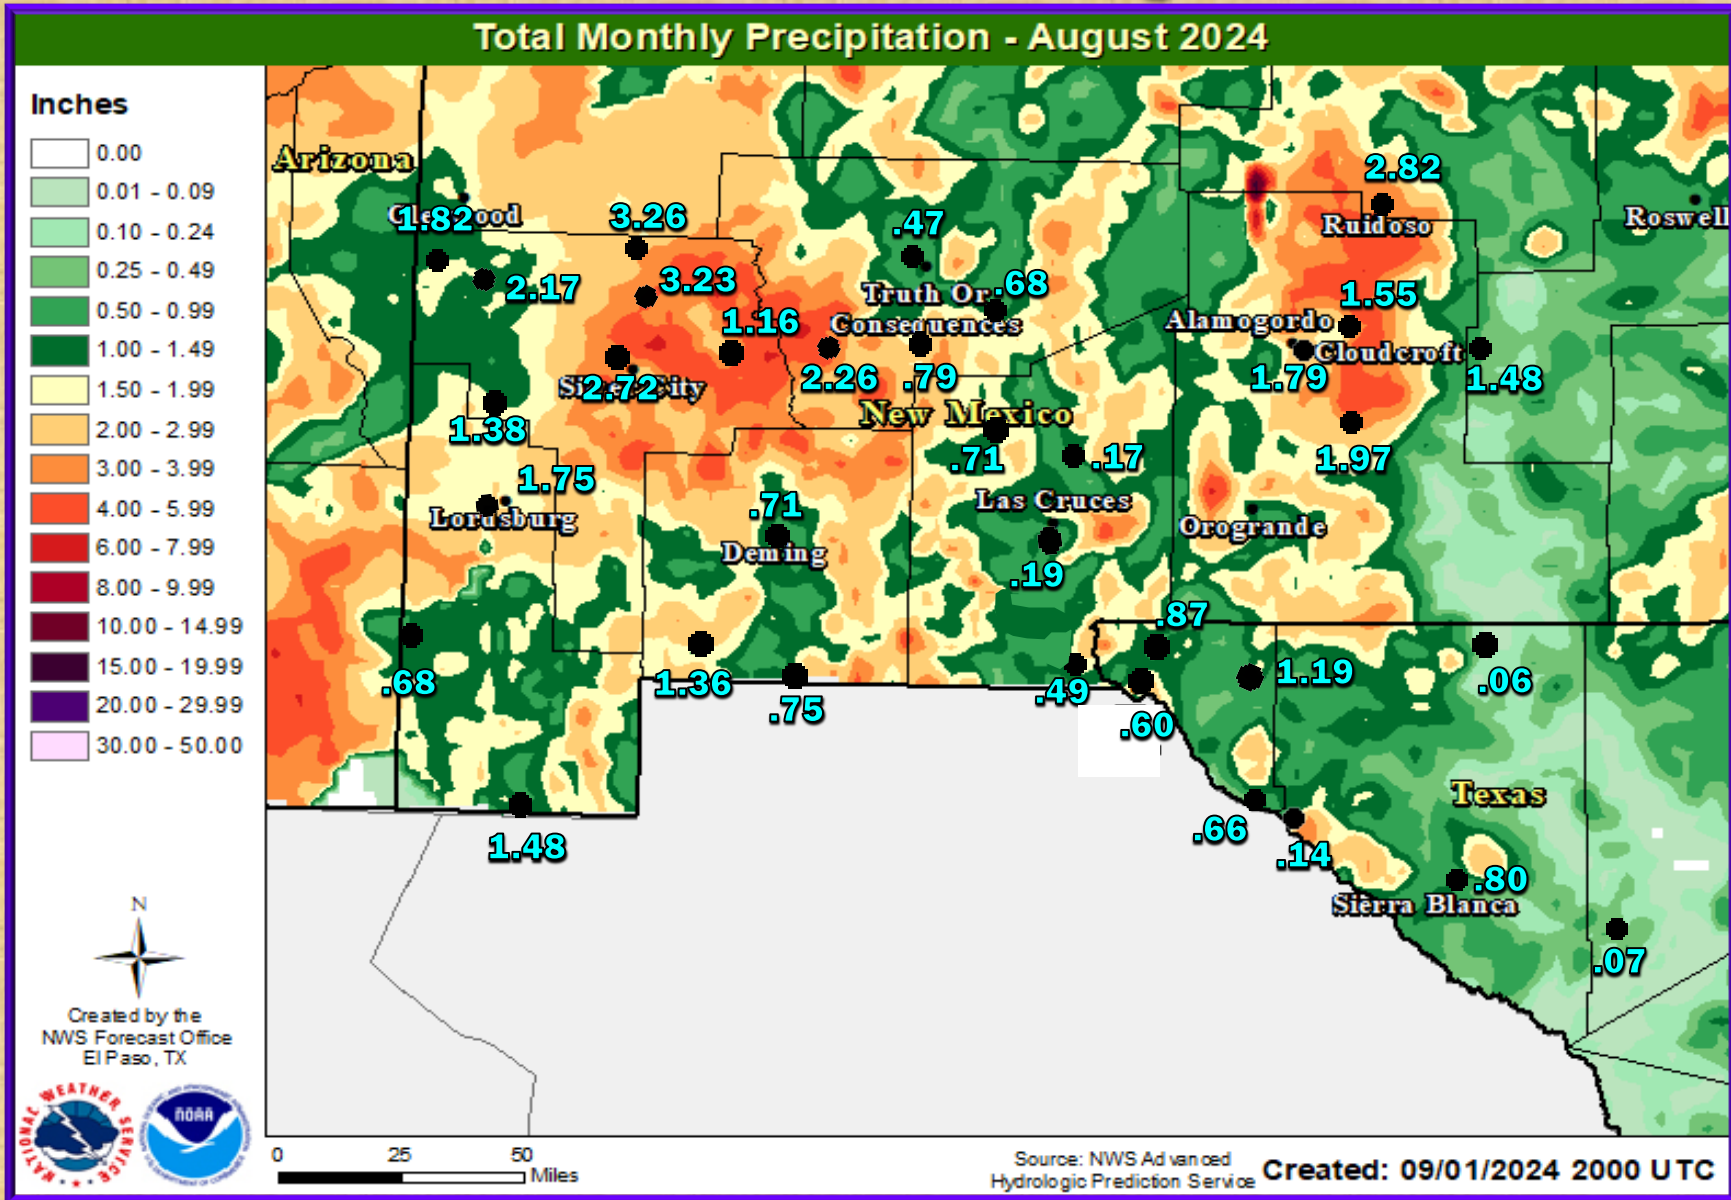 Total Monthly Precipitation - August 2024
Inches
0.00
0.01 - 0.09
0.10 - 0.24
0.25 - 0.49
0.50 - 0.99
1.00 - 1.49
1.50 - 1.99
2.00 - 2.99
3.00 - 3.99
4.00 - 5.99
6.00 - 7.99
8.00 - 9.99
10.00 - 14.99
15.00 - 19.99
20.00 - 29.99
30.00 - 50.00
N
Created by the
NWS Forecast Office
El Paso, TX
NATIONAL WEATHER SERVICE
NOAA
Arizona
2.82
Glenwood
1.82
3.26
.47
Ruidoso
Roswell
2.17
3.23
.68
Truth Or
Consequences
1.55
1.16
Alamogordo
Cloudcroft
Silver City
2.72
2.26
.79
1.79
1.48
New Mexico
1.38
.71
.17
1.97
1.75
Lordsburg
.71
Deming
Las Cruces
Orogrande
.19
.87
.68
1.36
.75
.49
1.19
.06
.60
Texas
1.48
.66
.14
.80
Sierra Blanca
.07
0 25 50
Miles
Source: NWS Advanced
Hydrologic Prediction Service
Created: 09/01/2024 2000 UTC